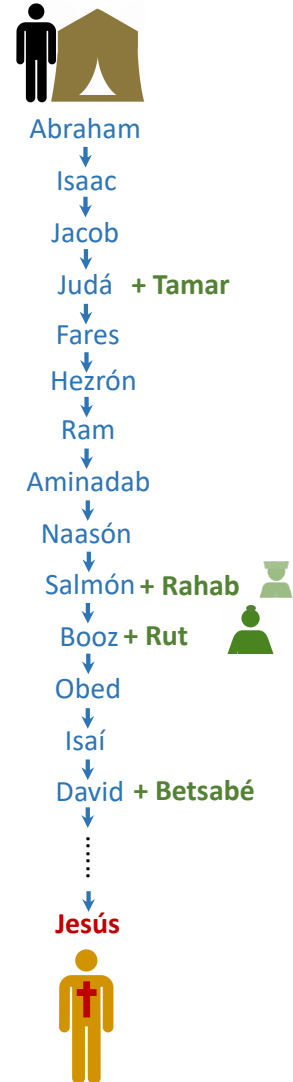 Abraham
Isaac
Jacob
Judá + Tamar
Fares
Hezrón
Ram
Aminadab
Naasón
Salmón + Rahab
Booz + Rut
Obed
Isaí
David + Betsabé
......
Jesús